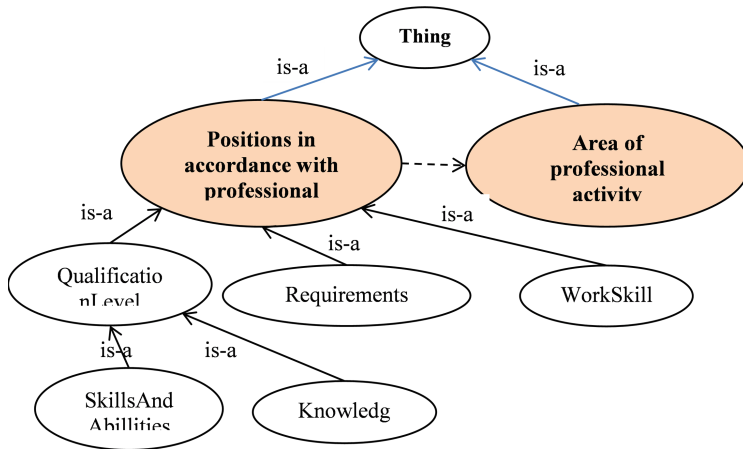 Thing
is-a
is-a
Positions in
accordance with
professional
Area of
professional
activity
is-a
is-a
is-a
Qualificatio
nLevel
Requirements
WorkSkill
is-a
is-a
SkillsAnd
Abillities
Knowledg